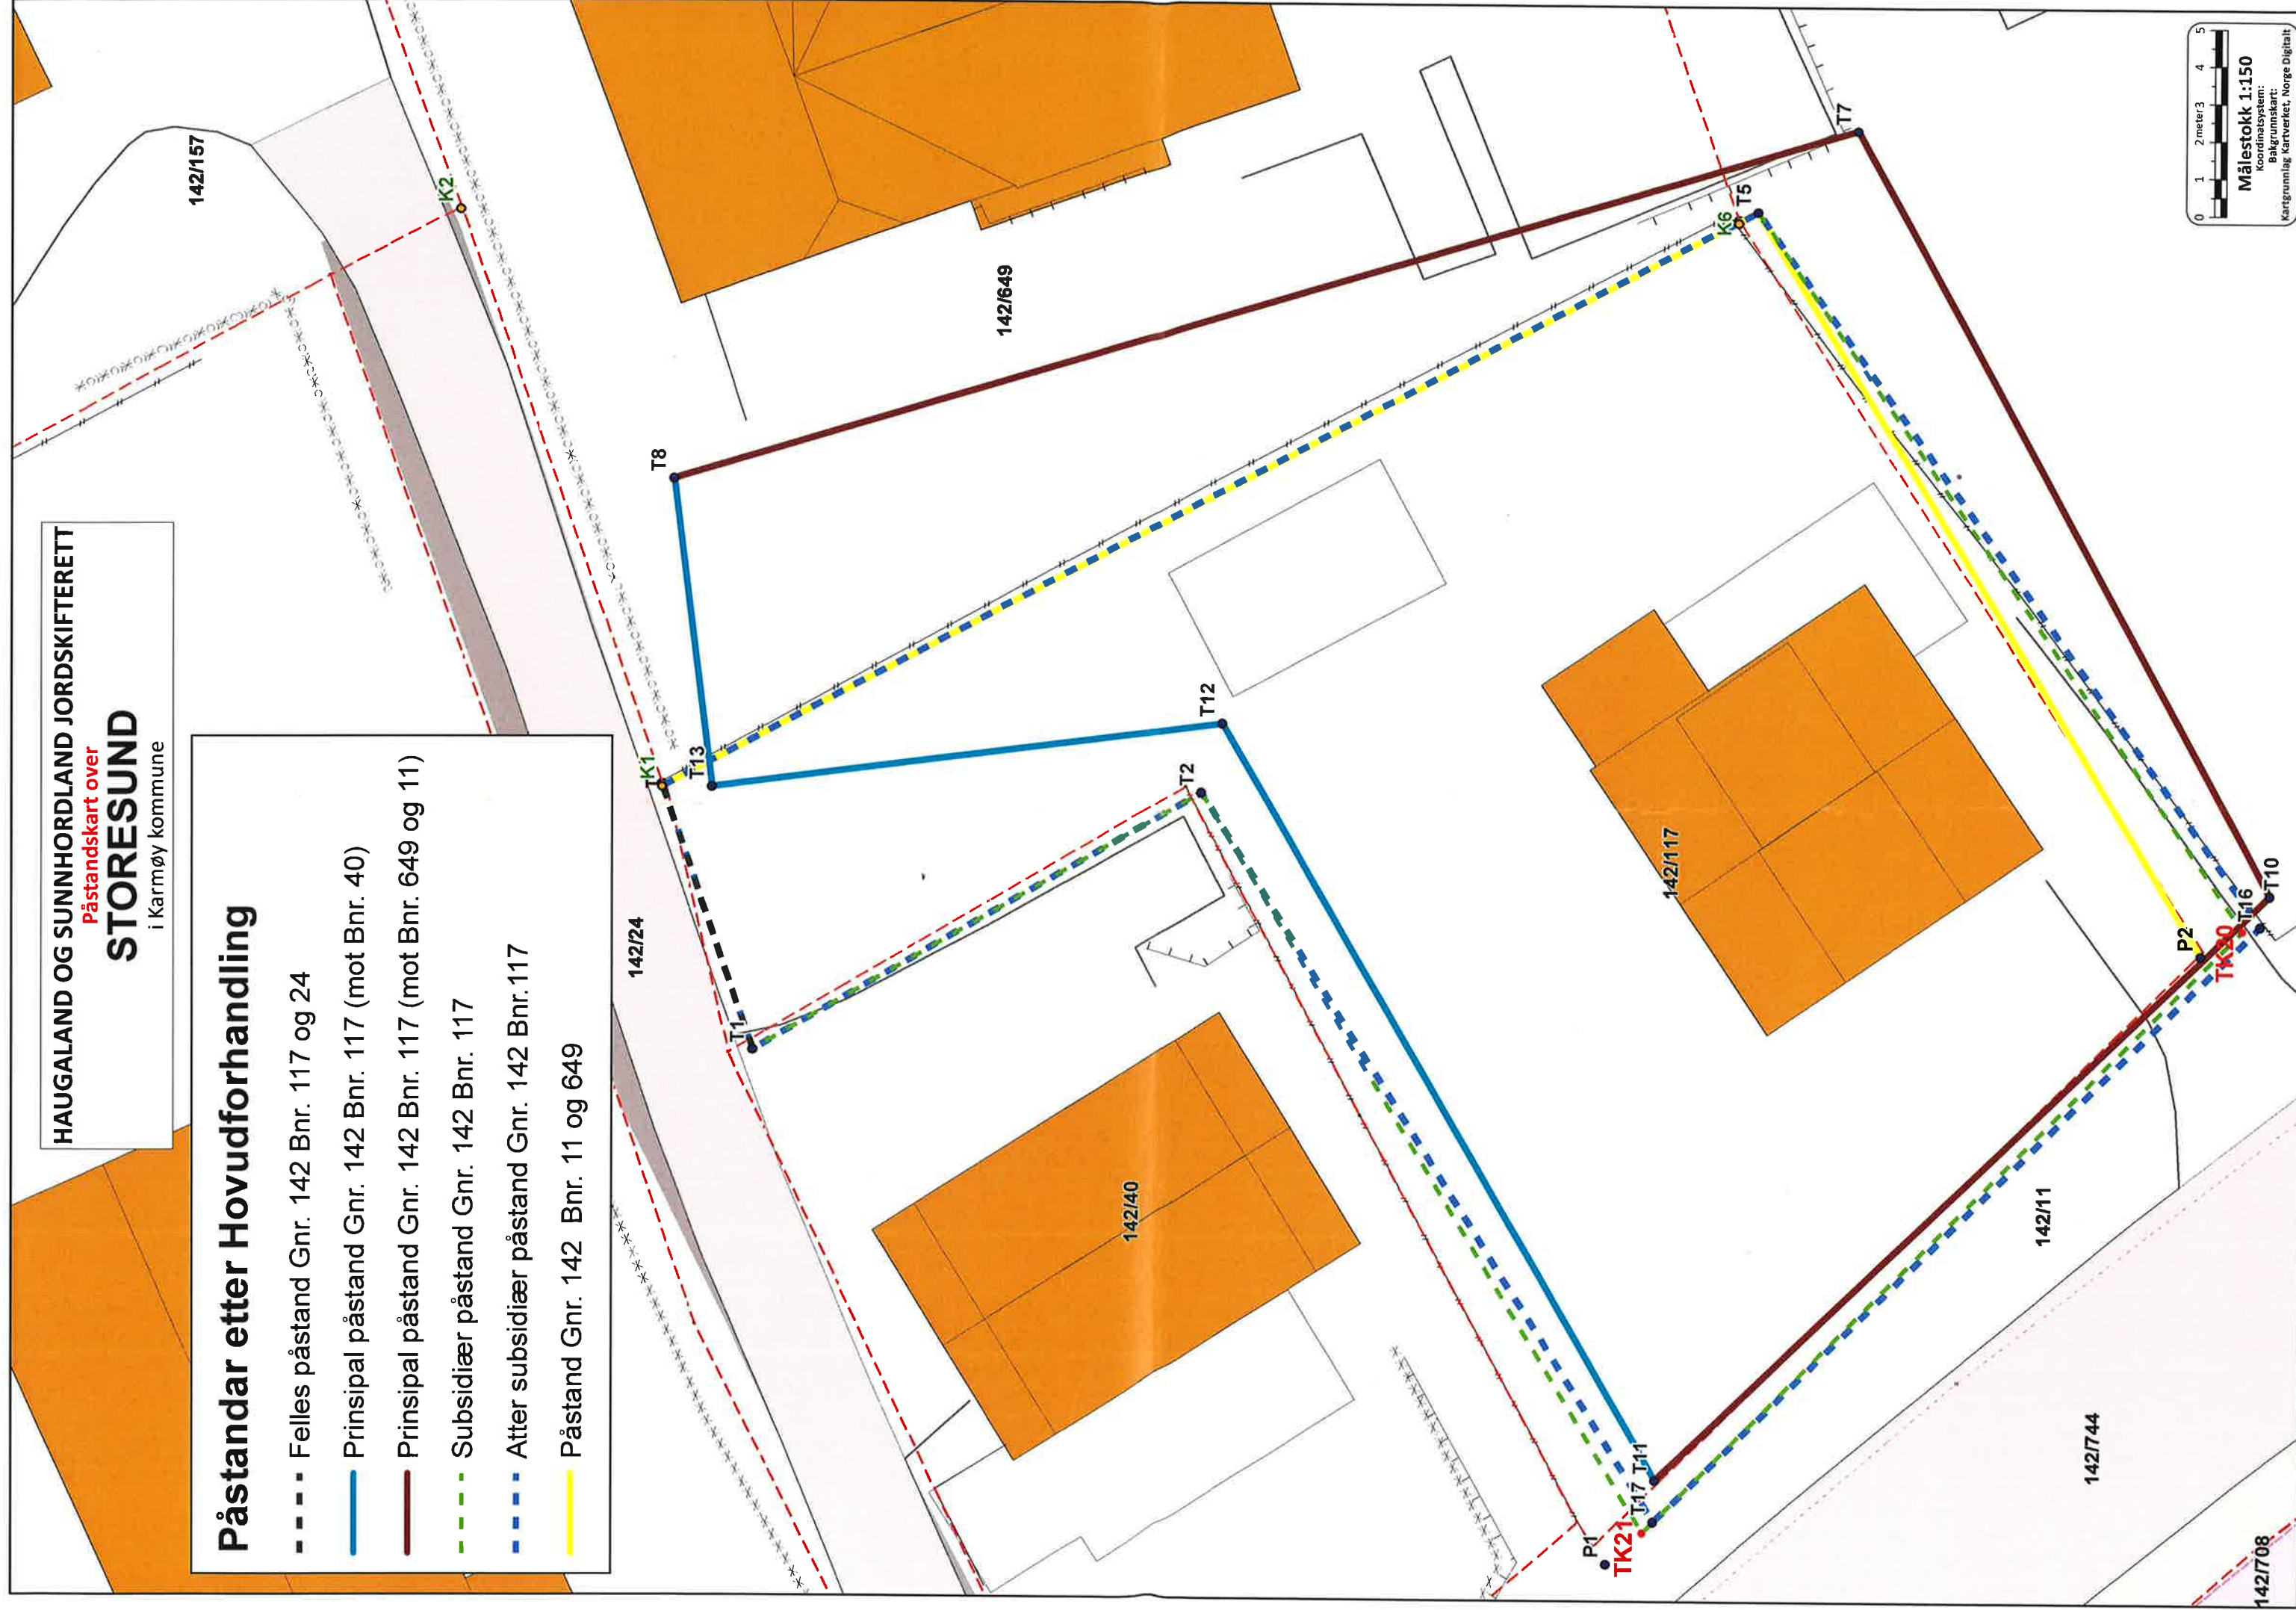 HAUGALAND OG SUNNHORDLAND JORDSKIFTERETT
Påstandskart over
STORESUND
i Karmøy kommune
Påstandar etter Hovudforhandling
Felles påstand Gnr. 142 Bnr. 117 og 24
Prinsipal påstand Gnr. 142 Bnr. 117 (mot Bnr. 40)
Prinsipal påstand Gnr. 142 Bnr. 117 (mot Bnr. 649 og 11)
Subsidiær påstand Gnr. 142 Bnr. 117
Atter subsidiær påstand Gnr. 142 Bnr.117
Påstand Gnr. 142 Bnr. 11 og 649
142/157
K2
T8
142/649
K1
T13
142/24
T1
T2
T12
142/40
K6
T5
T7
142/117
P1
TK21
T17
T11
P2
TK20
T16
T10
142/11
142/744
142/708
0 1 2meter3 4 5
Målestokk 1:150
Koordinatsystem:
Bakgrunnskart:
Kartgrunnlag Kartverket, Norge Digitalt